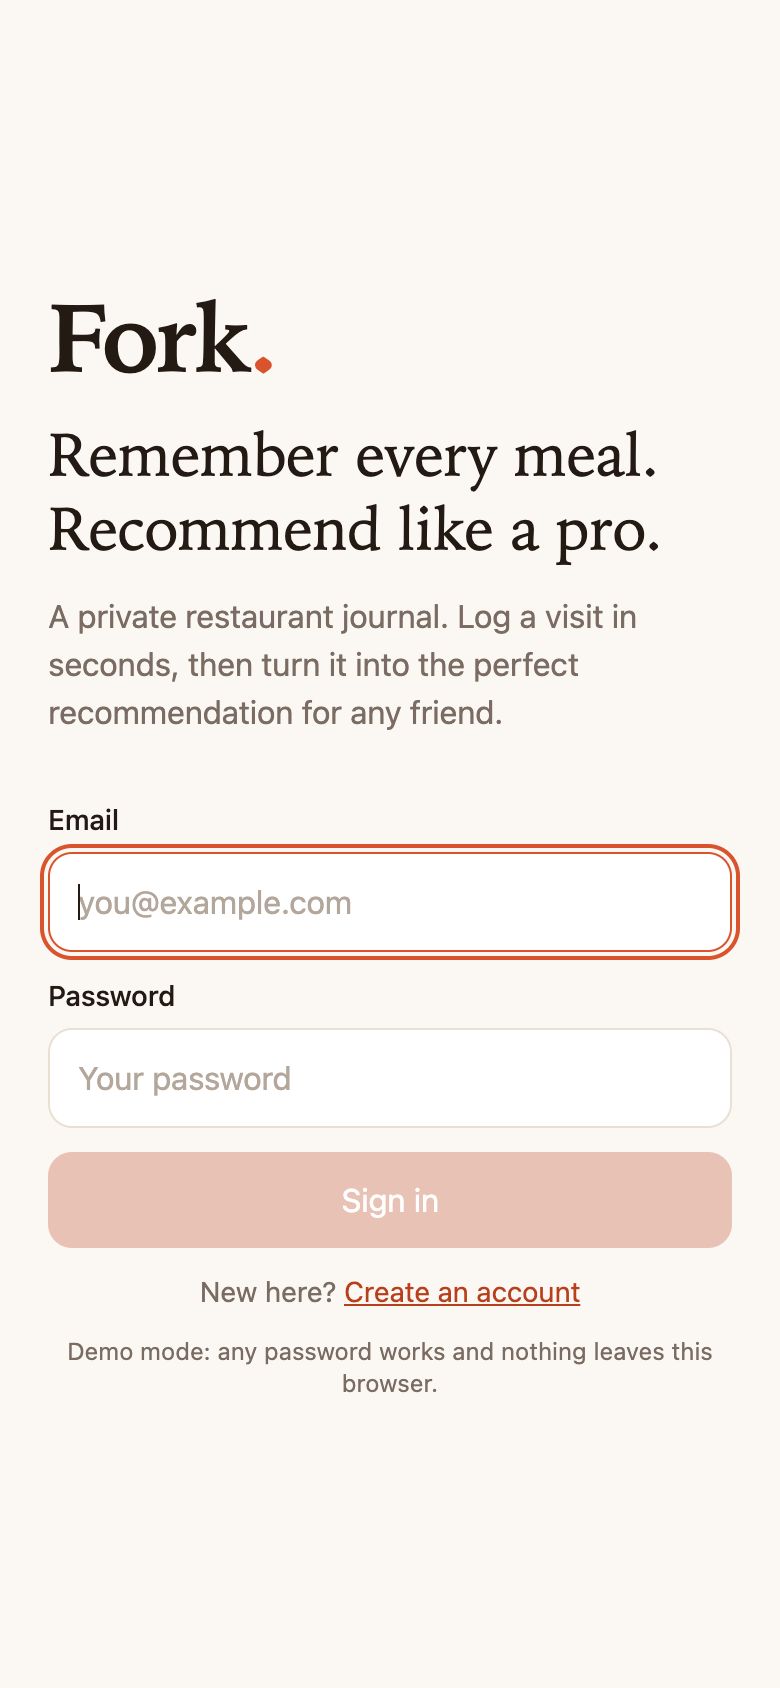 Fork.
Remember every meal.
Recommend like a pro.
A private restaurant journal. Log a visit in
seconds, then turn it into the perfect
recommendation for any friend.
Email
you@example.com
Password
Your password
Sign in
New here? Create an account
Demo mode: any password works and nothing leaves this
browser.